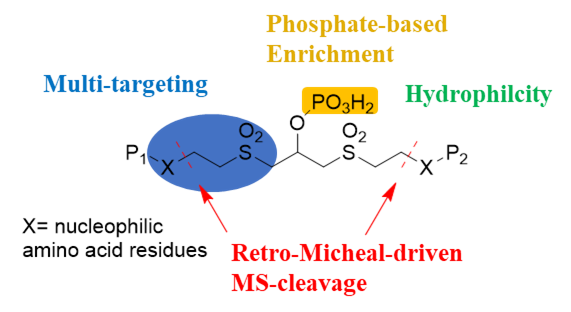 Phosphate-based
Enrichment
Multi-targeting
Hydrophilcity
PO3H2
O
O2
O2
P1
X
S
S
X
P2
X= nucleophilic
amino acid residues
Retro-Micheal-driven
MS-cleavage